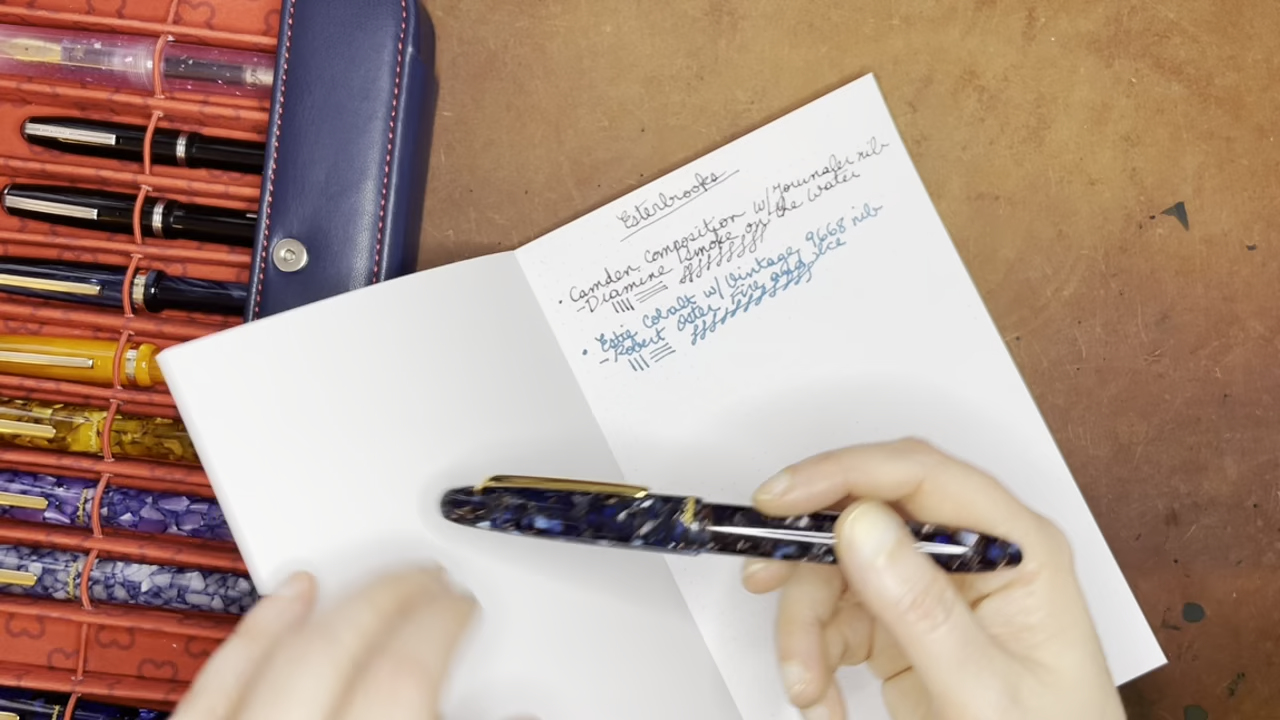 Esterbrooks
• Camden Composition w/ Journaler nib
- Diamine Smoke on the Water
• Estie Cobalt w/ Vintage 9668 nib
- Robert Oster Fire and Ice